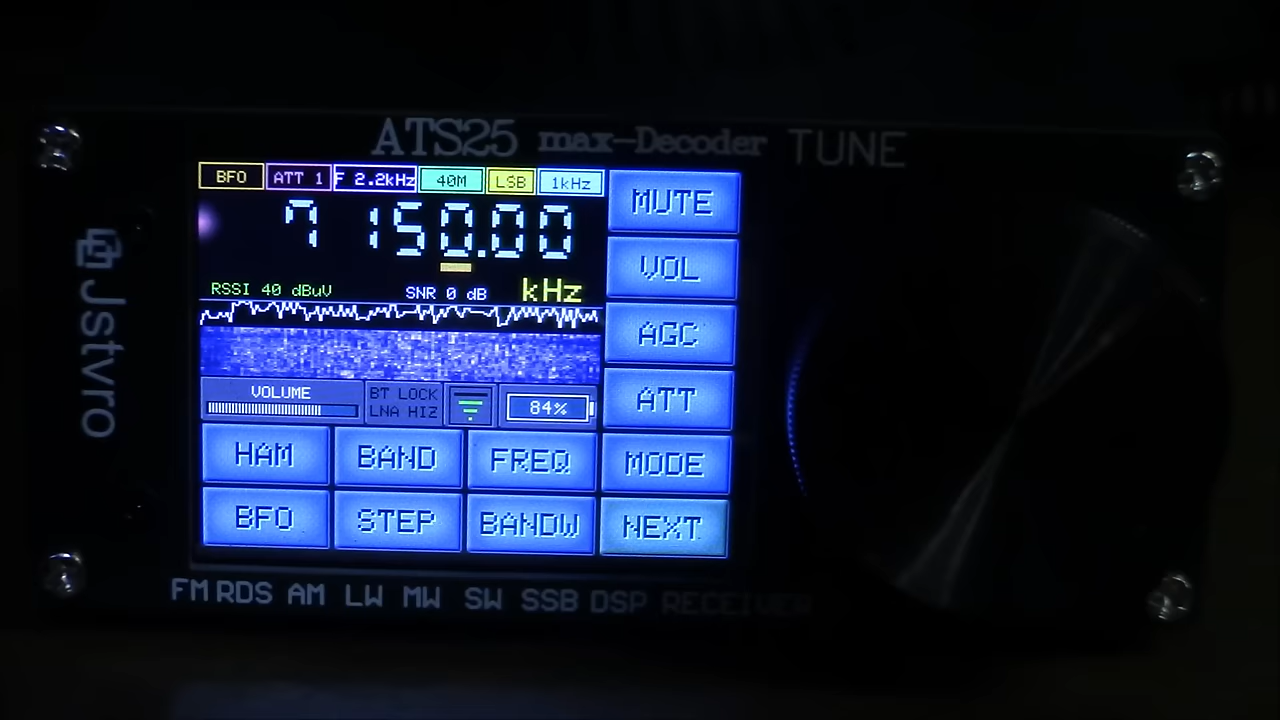 ATS25 max-Decoder TUNE
BFO ATT 1 F 2.2kHz 40M LSB 1kHz
7 150.00
RSSI 40 dBuV SNR 0 dB kHz
VOLUME
BT LOCK
LNA HIZ
84%
MUTE
VOL
AGC
ATT
HAM BAND FREQ MODE
BFO STEP BANDW NEXT
Jstvro
FM RDS AM LW MW SW SSB DSP RECEIVER